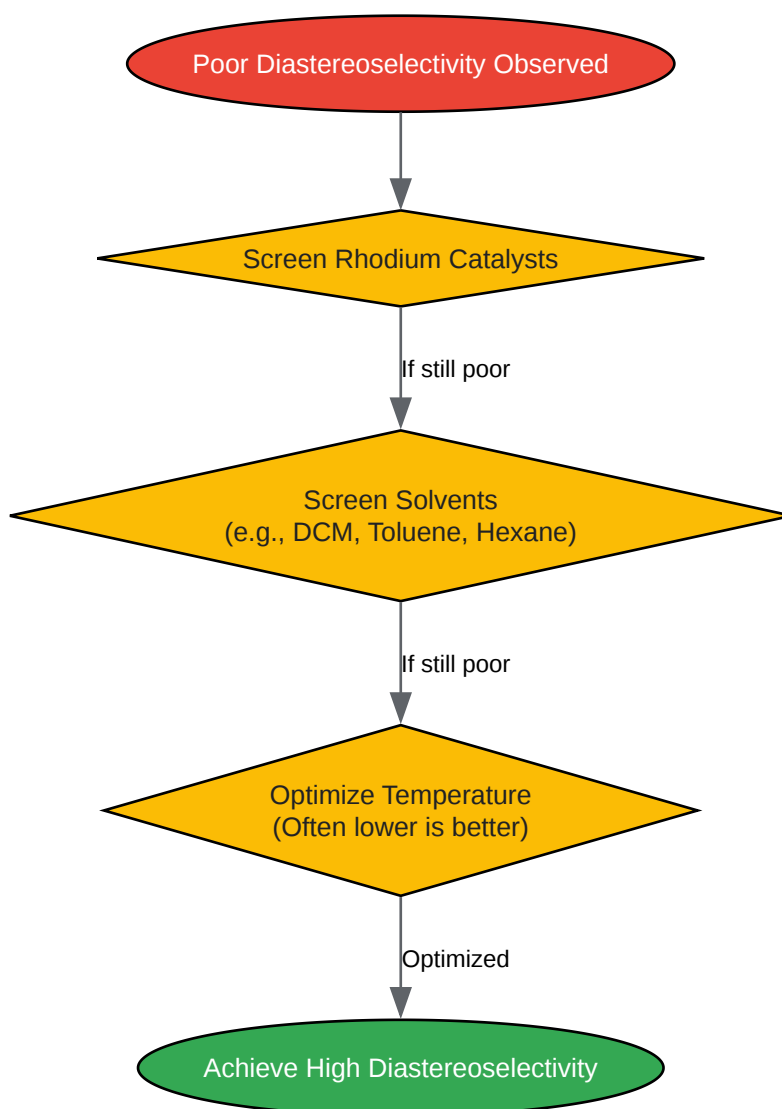 Poor Diastereoselectivity Observed
Screen Rhodium Catalysts
If still poor
Screen Solvents
(e.g., DCM, Toluene, Hexane)
If still poor
Optimize Temperature
(Often lower is better)
Optimized
Achieve High Diastereoselectivity